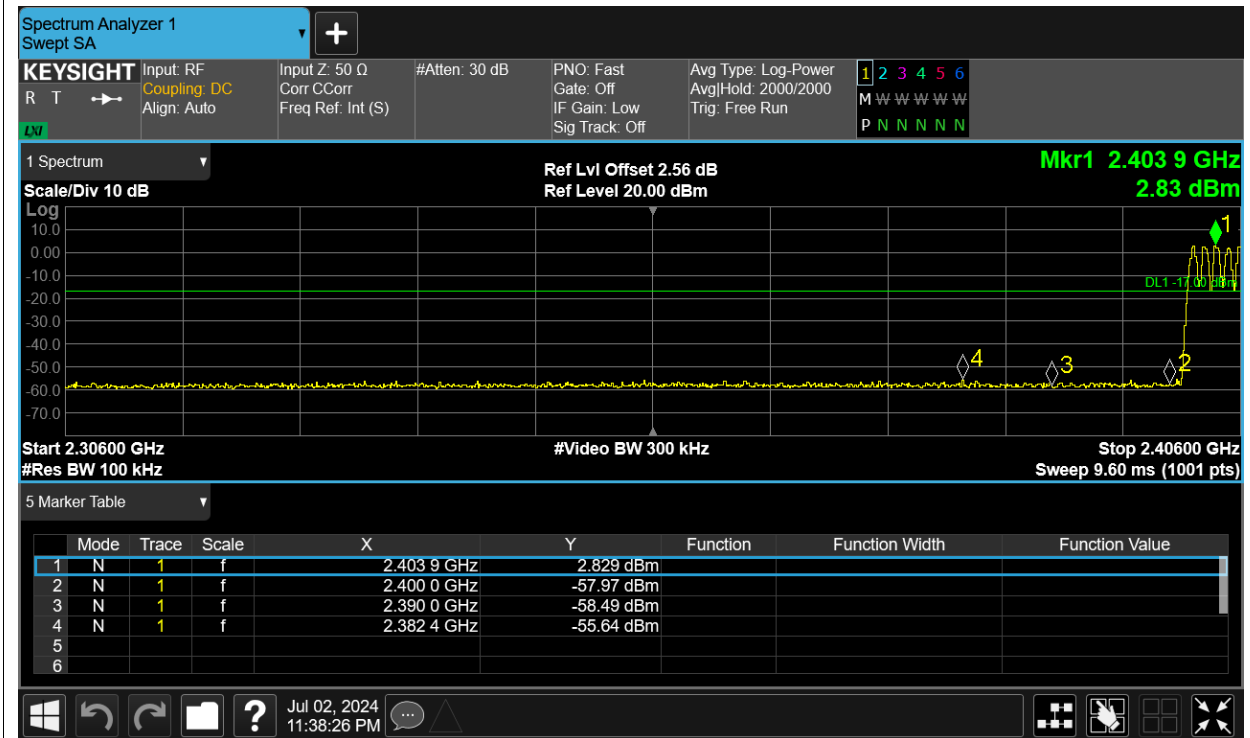 Spectrum Analyzer 1
Swept SA
KEYSIGHT Input: RF Input Z: 50 Ω #Atten: 30 dB PNO: Fast Avg Type: Log-Power 1 2 3 4 5 6
R T Coupling: DC Corr CCorr Gate: Off Avg|Hold: 2000/2000 M W W W W W
Align: Auto Freq Ref: Int (S) IF Gain: Low Trig: Free Run P N N N N N N
LXI Sig Track: Off
1 Spectrum Ref Lvl Offset 2.56 dB Mkr1 2.403 9 GHz
Scale/Div 10 dB Ref Level 20.00 dBm 2.83 dBm
Log
10.0 1
0.00
-10.0
DL1 -17.00 dBm
-20.0
-30.0
-40.0
-50.0 4 3 2
-60.0
-70.0
Start 2.30600 GHz #Video BW 300 kHz Stop 2.40600 GHz
#Res BW 100 kHz Sweep 9.60 ms (1001 pts)
5 Marker Table
Mode Trace Scale X Y Function Function Width Function Value
1 N 1 f 2.403 9 GHz 2.829 dBm
2 N 1 f 2.400 0 GHz -57.97 dBm
3 N 1 f 2.390 0 GHz -58.49 dBm
4 N 1 f 2.382 4 GHz -55.64 dBm
5
6
? Jul 02, 2024
11:38:26 PM